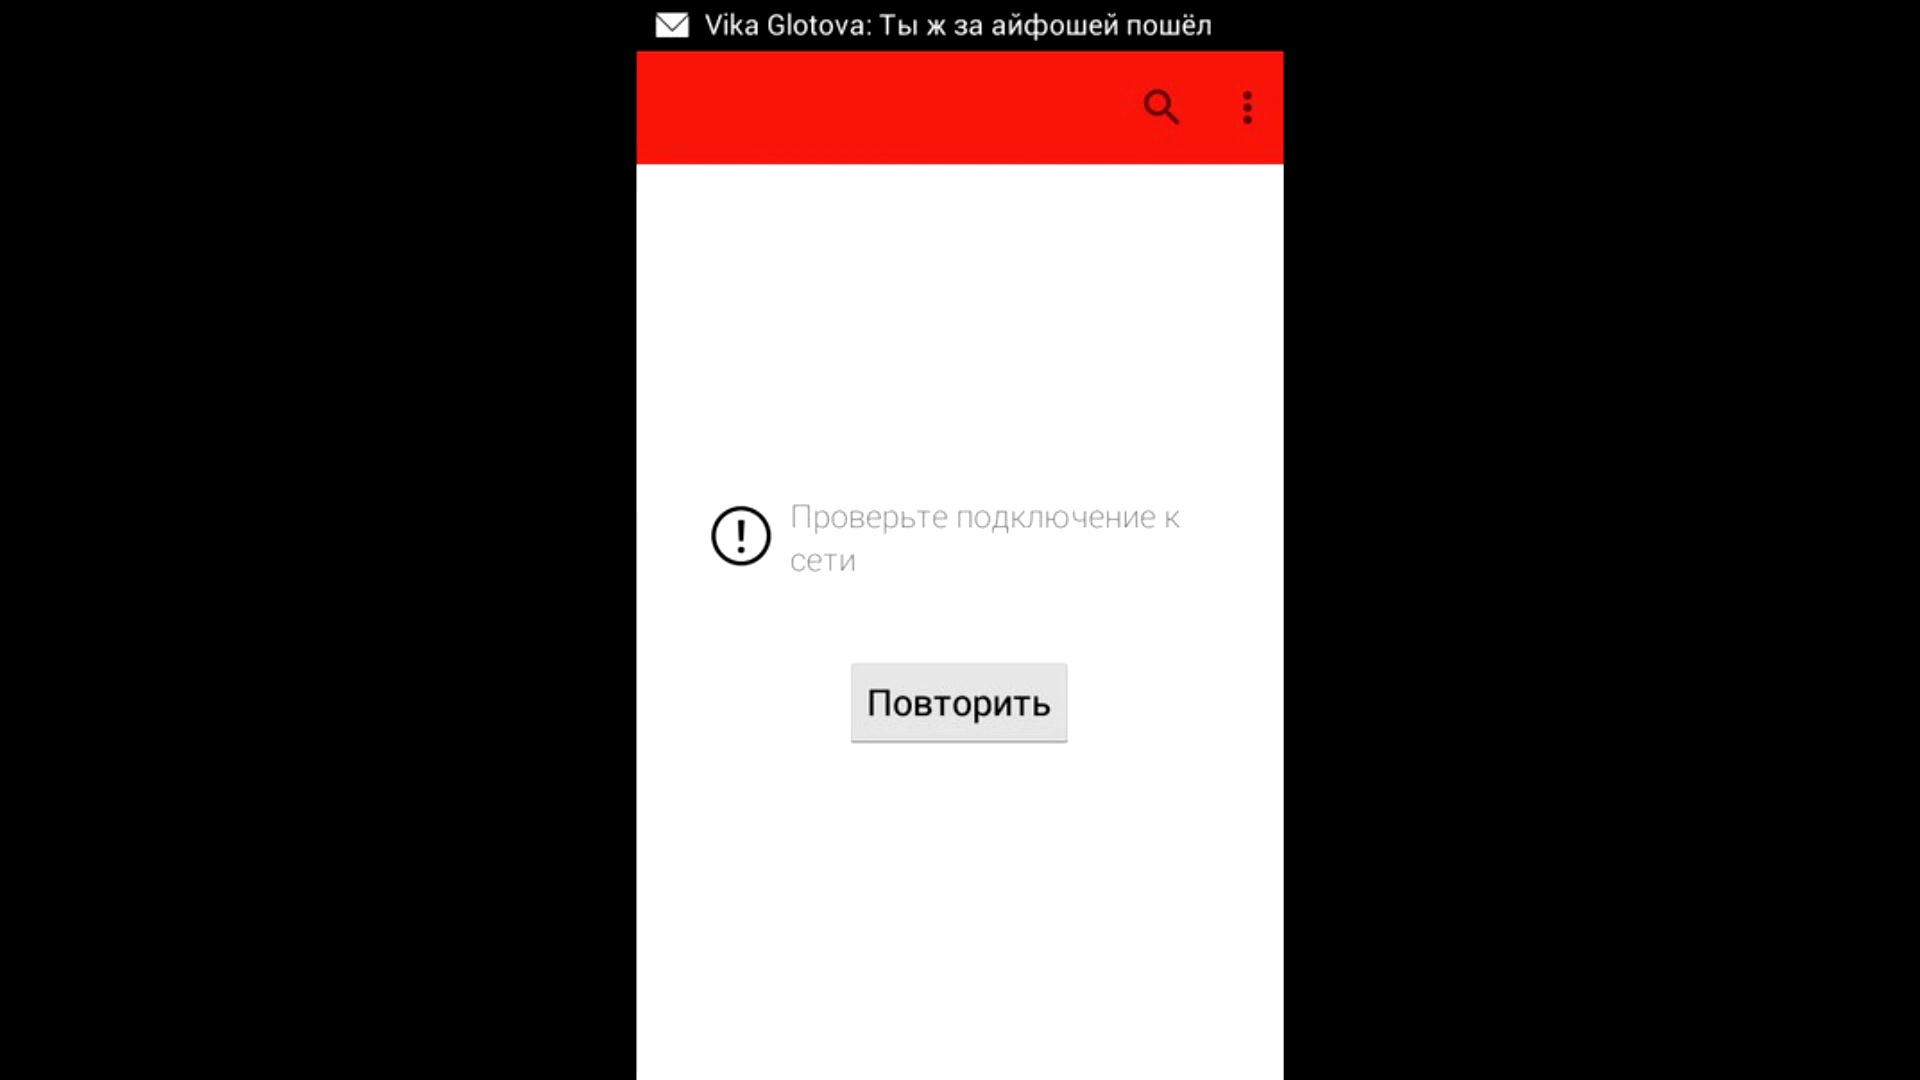 Vika Glotova: Ты ж за айфошей пошёл
Проверьте подключение к
сети
Повторить